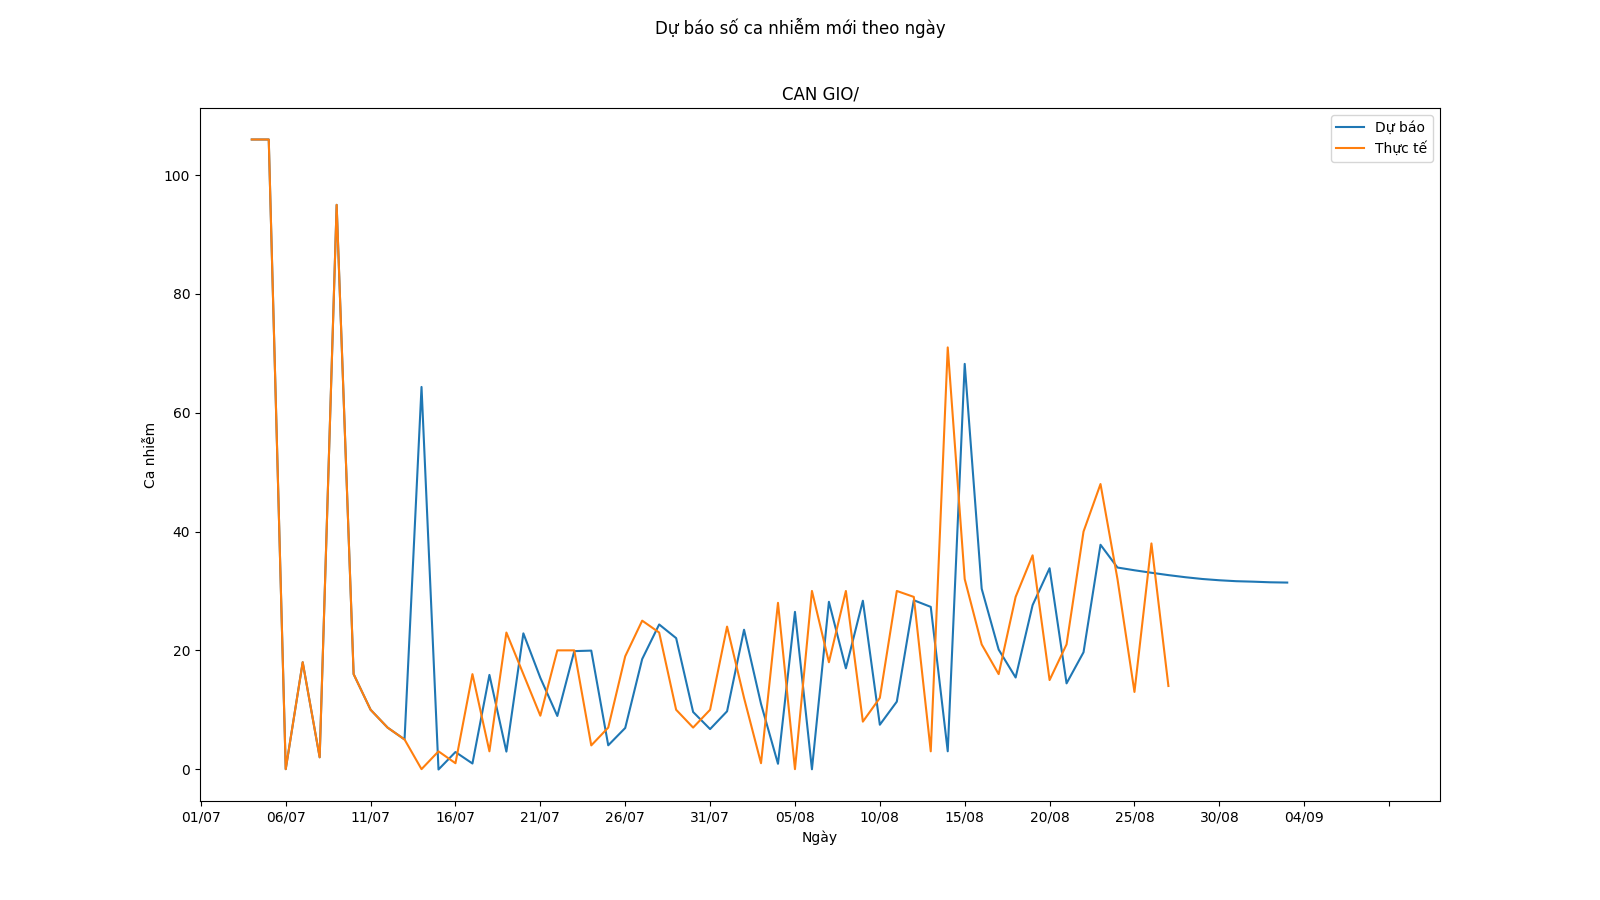 Dự báo số ca nhiễm mới theo ngày
CAN GIO/
Dự báo
Thực tế
100
80
60
40
20
0
Ca nhiễm
01/07 06/07 11/07 16/07 21/07 26/07 31/07 05/08 10/08 15/08 20/08 25/08 30/08 04/09
Ngày